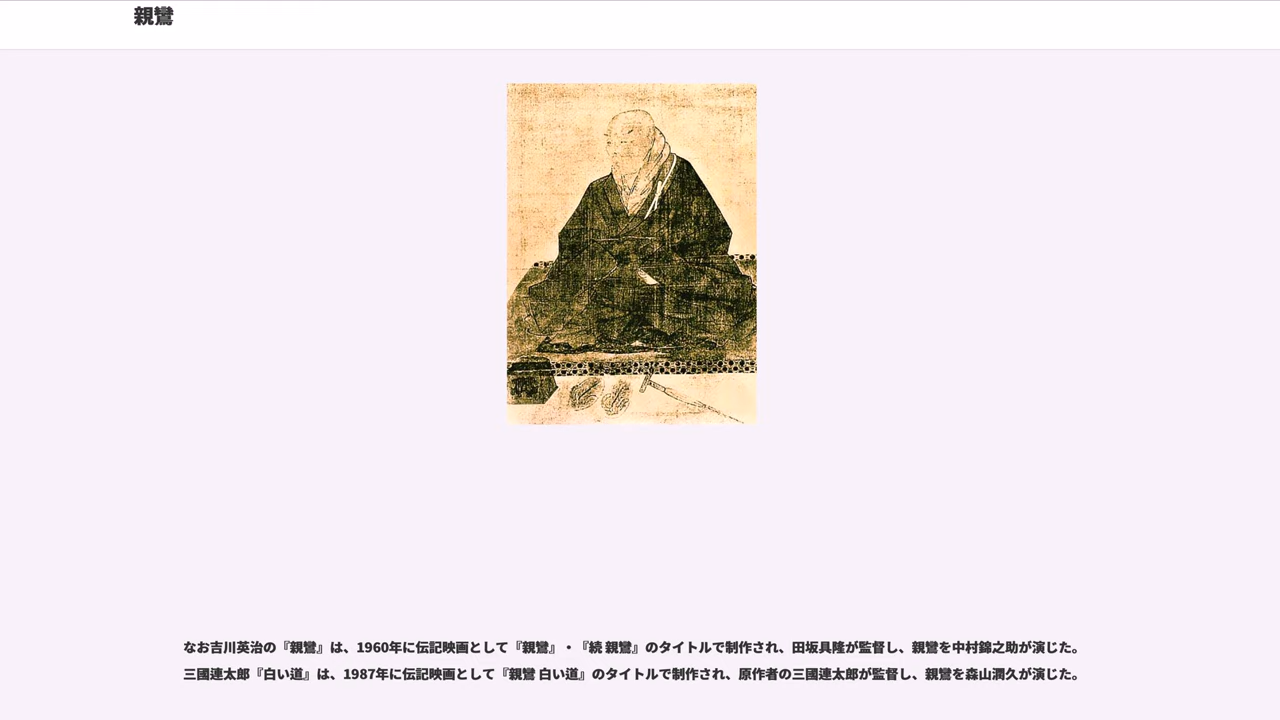 親鸞
なお吉川英治の『親鸞』は、1960年に伝記映画として『親鸞』・『続 親鸞』のタイトルで制作され、田坂具隆が監督し、親鸞を中村錦之助が演じた。
三國連太郎『白い道』は、1987年に伝記映画として『親鸞 白い道』のタイトルで制作され、原作者の三國連太郎が監督し、親鸞を森山潤久が演じた。